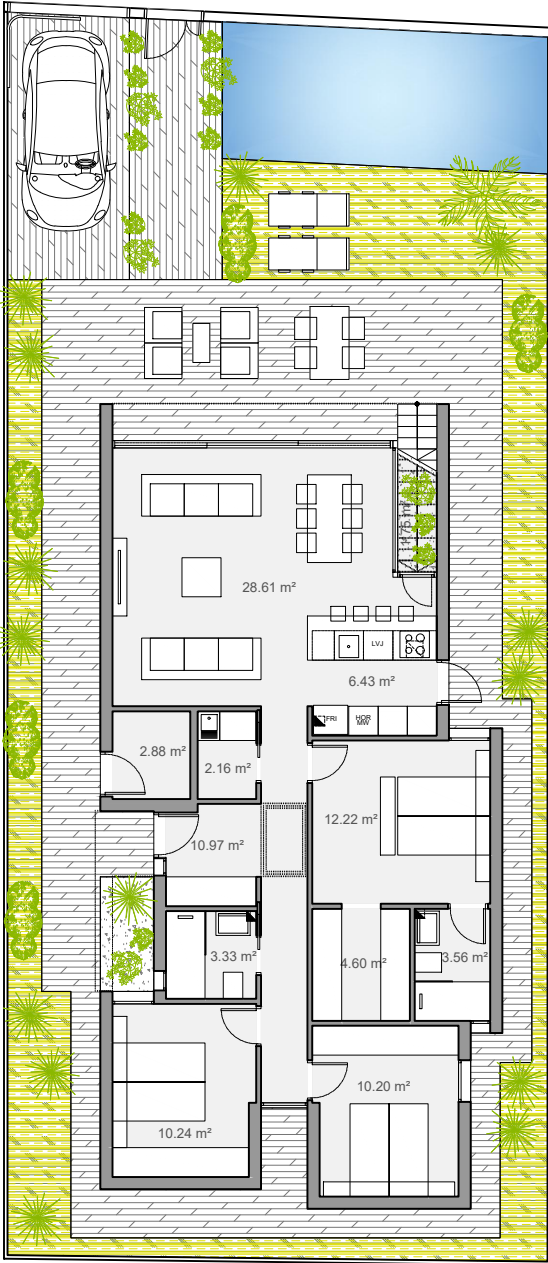 28.61 m²
LVJ
6.43 m²
FRI
HOR
MW
2.88 m²
2.16 m²
12.22 m²
10.97 m²
3.33 m²
4.60 m²
3.56 m²
10.20 m²
10.24 m²